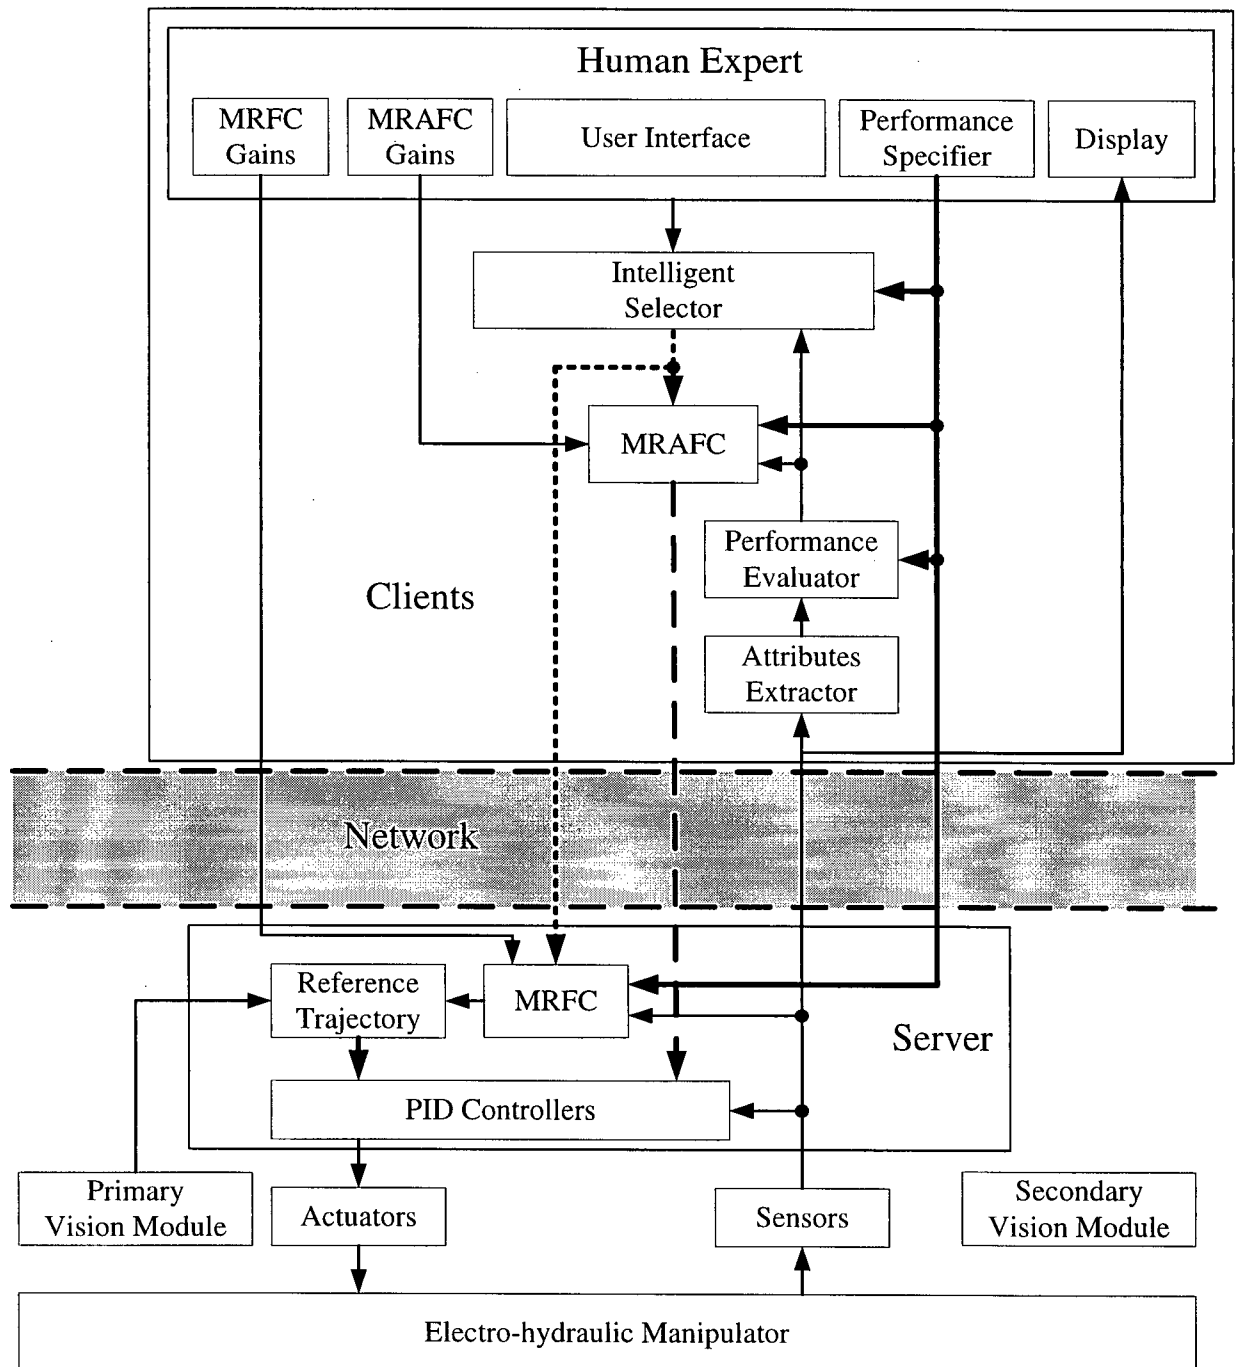 Human Expert
MRFC
Gains
MRAFC
Gains
User Interface
Performance
Specifier
Display
Intelligent
Selector
MRAFC
Performance
Evaluator
Clients
Attributes
Extractor
Network
Reference
Trajectory
MRFC
Server
PID Controllers
Primary
Vision Module
Actuators
Sensors
Secondary
Vision Module
Electro-hydraulic Manipulator